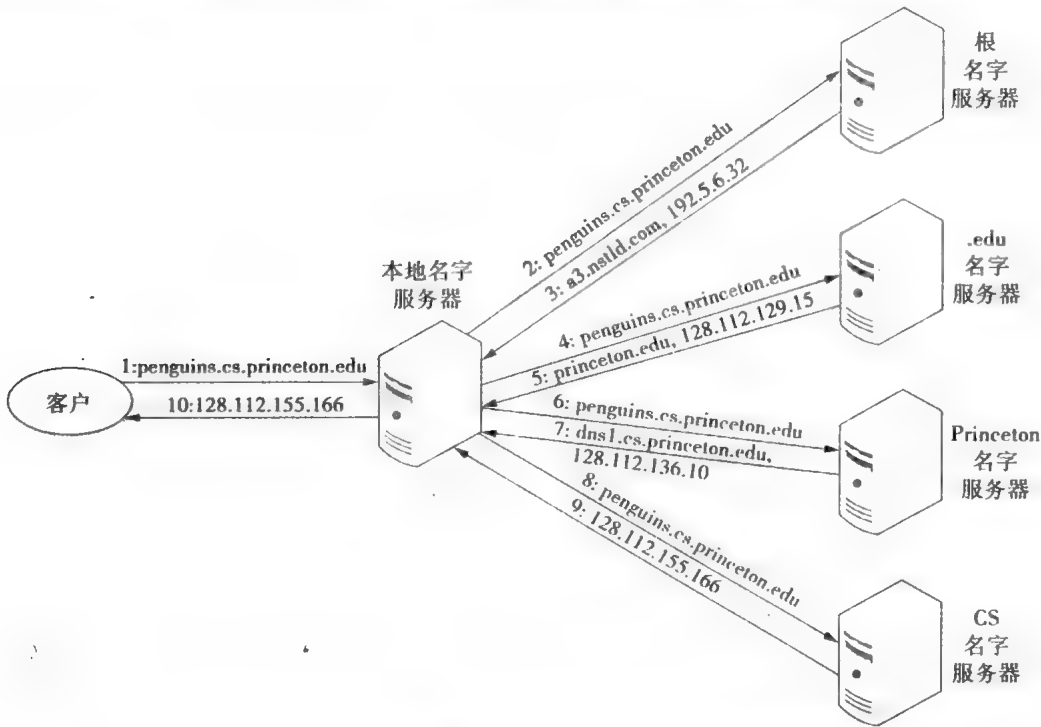 根
名字
服务器
2: penguins.cs.princeton.edu
3: a3.nstld.com, 192.5.6.32
.edu
名字
服务器
本地名字
服务器
4: penguins.cs.princeton.edu
5: princeton.edu, 128.112.129.15
1:penguins.cs.princeton.edu
客户
10:128.112.155.166
6: penguins.cs.princeton.edu
7: dns1.cs.princeton.edu,
128.112.136.10
Princeton
名字
服务器
8: penguins.cs.princeton.edu
9: 128.112.155.166
CS
名字
服务器